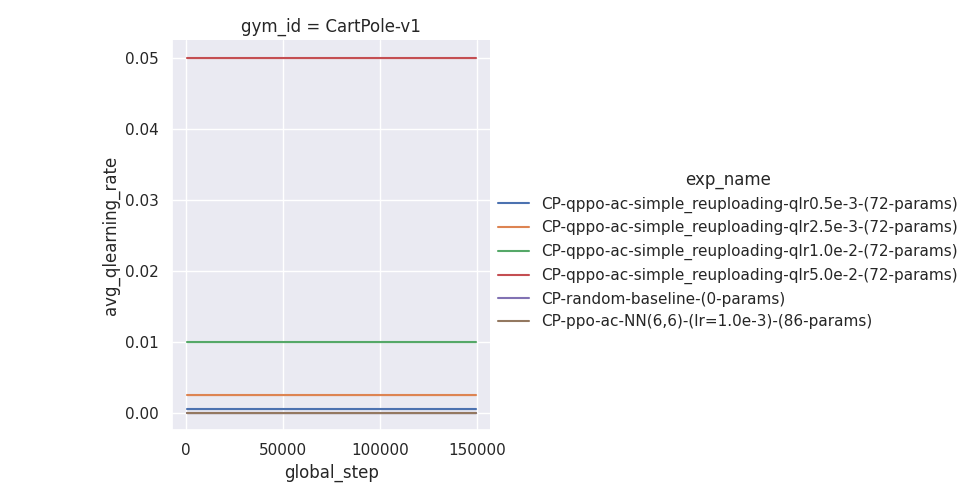 gym_id = CartPole-v1
0.05
0.04
0.03
0.02
0.01
0.00
avg_qlearning_rate
0
50000
100000
150000
global_step
exp_name
CP-qppo-ac-simple_reuploading-qlr0.5e-3-(72-params)
CP-qppo-ac-simple_reuploading-qlr2.5e-3-(72-params)
CP-qppo-ac-simple_reuploading-qlr1.0e-2-(72-params)
CP-qppo-ac-simple_reuploading-qlr5.0e-2-(72-params)
CP-random-baseline-(0-params)
CP-ppo-ac-NN(6,6)-(lr=1.0e-3)-(86-params)